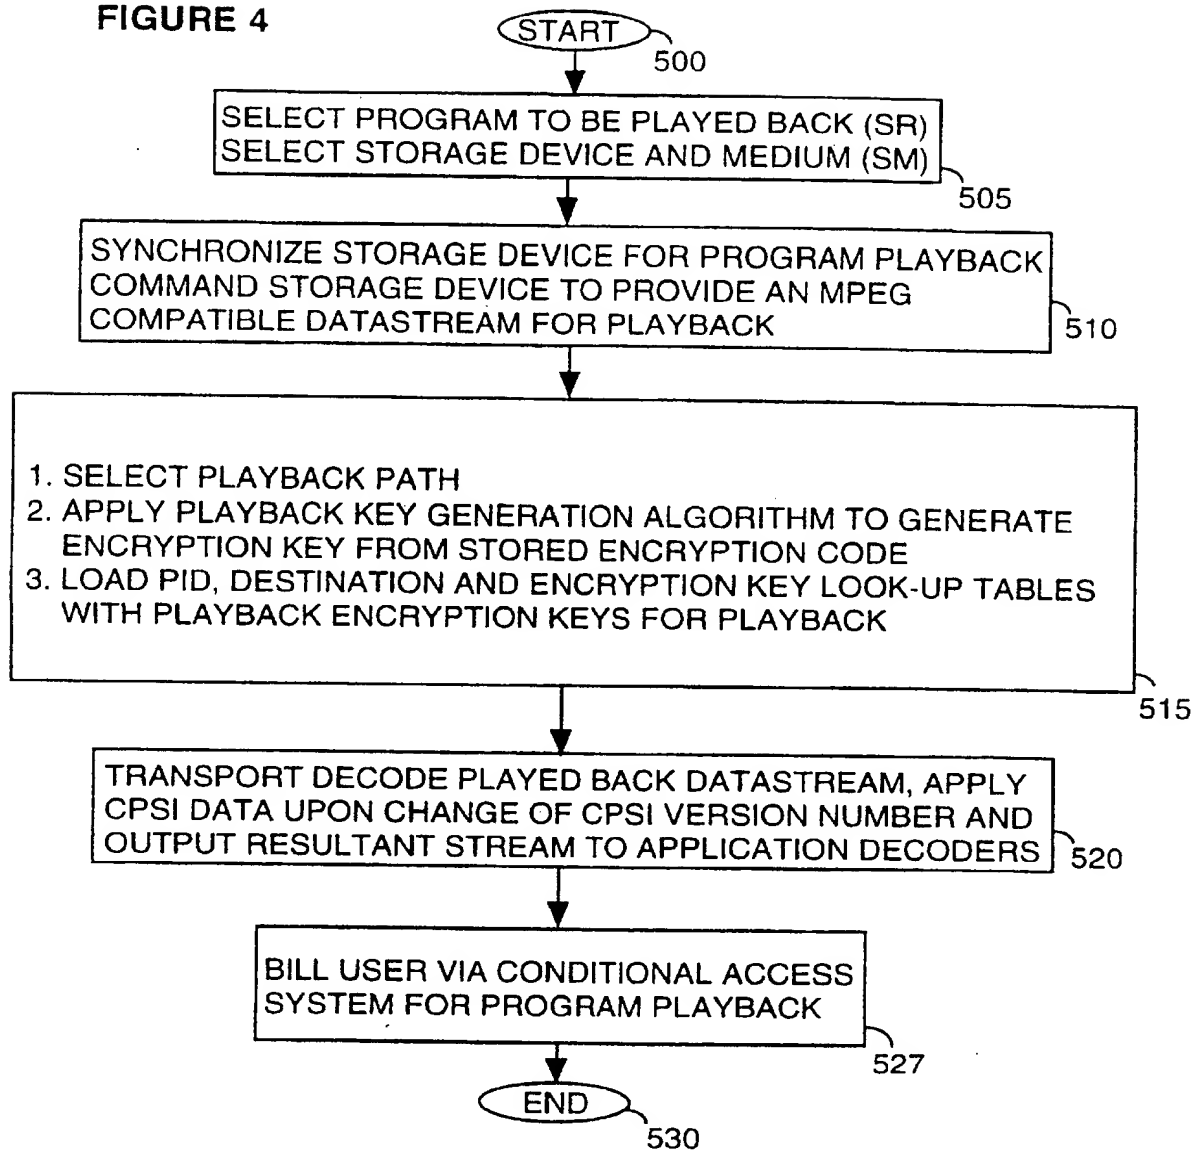 FIGURE 4
START
500
SELECT PROGRAM TO BE PLAYED BACK (SR)
SELECT STORAGE DEVICE AND MEDIUM (SM)
505
SYNCHRONIZE STORAGE DEVICE FOR PROGRAM PLAYBACK
COMMAND STORAGE DEVICE TO PROVIDE AN MPEG
COMPATIBLE DATASTREAM FOR PLAYBACK
510
1. SELECT PLAYBACK PATH
2. APPLY PLAYBACK KEY GENERATION ALGORITHM TO GENERATE
ENCRYPTION KEY FROM STORED ENCRYPTION CODE
3. LOAD PID, DESTINATION AND ENCRYPTION KEY LOOK-UP TABLES
WITH PLAYBACK ENCRYPTION KEYS FOR PLAYBACK
515
TRANSPORT DECODE PLAYED BACK DATASTREAM, APPLY
CPSI DATA UPON CHANGE OF CPSI VERSION NUMBER AND
OUTPUT RESULTANT STREAM TO APPLICATION DECODERS
520
BILL USER VIA CONDITIONAL ACCESS
SYSTEM FOR PROGRAM PLAYBACK
527
END
530